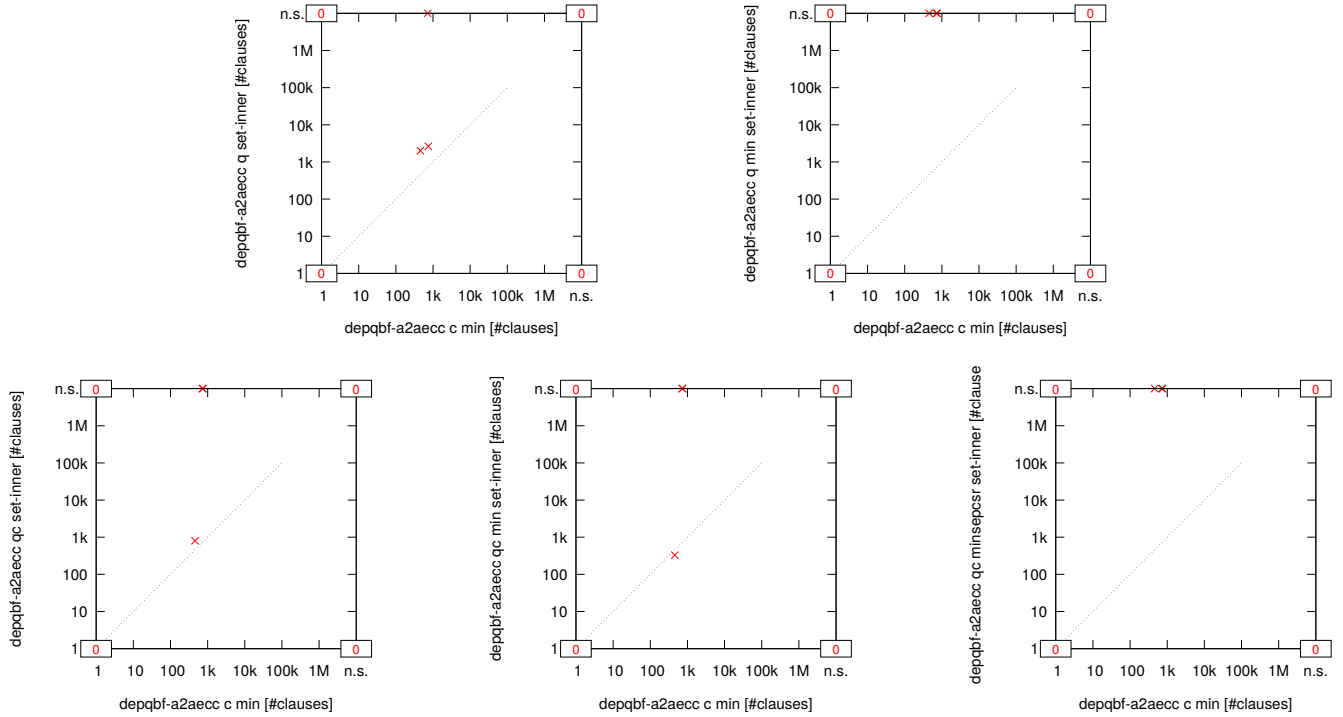 n.s. 0 0
1M
100k
10k
1k
100
10
1 0 0
1 10 100 1k 10k 100k 1M n.s.
depqbf-a2aecc q set-inner [#clauses]
depqbf-a2aecc c min [#clauses]
n.s. 0 0
1M
100k
10k
1k
100
10
1 0 0
1 10 100 1k 10k 100k 1M n.s.
depqbf-a2aecc q min set-inner [#clauses]
depqbf-a2aecc c min [#clauses]
n.s. 0 0
1M
100k
10k
1k
100
10
1 0 0
1 10 100 1k 10k 100k 1M n.s.
depqbf-a2aecc qc set-inner [#clauses]
depqbf-a2aecc c min [#clauses]
n.s. 0 0
1M
100k
10k
1k
100
10
1 0 0
1 10 100 1k 10k 100k 1M n.s.
depqbf-a2aecc qc min set-inner [#clauses]
depqbf-a2aecc c min [#clauses]
n.s. 0 0
1M
100k
10k
1k
100
10
1 0 0
1 10 100 1k 10k 100k 1M n.s.
depqbf-a2aecc qc minsepcsr set-inner [#clause
depqbf-a2aecc c min [#clauses]